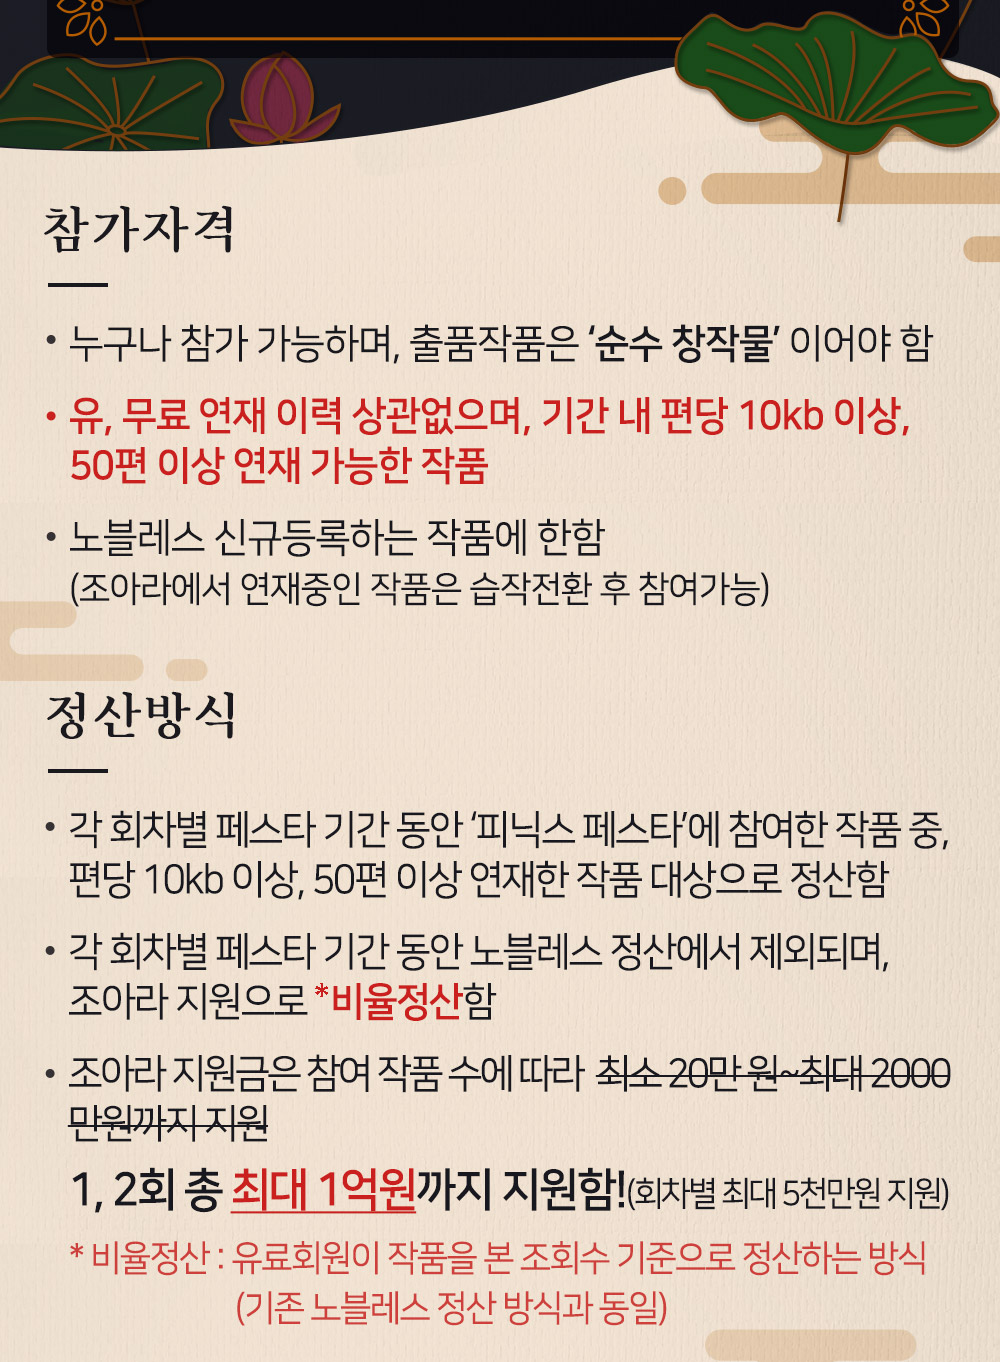 참가자격
• 누구나 참가 가능하며, 출품작품은 ‘순수 창작물’ 이어야 함
• 유, 무료 연재 이력 상관없으며, 기간 내 편당 10kb 이상,
50편 이상 연재 가능한 작품
• 노블레스 신규등록하는 작품에 한함
(조아라에서 연재중인 작품은 습작전환 후 참여가능)
정산방식
• 각 회차별 페스타 기간 동안 ‘피닉스 페스타’에 참여한 작품 중,
편당 10kb 이상, 50편 이상 연재한 작품 대상으로 정산함
• 각 회차별 페스타 기간 동안 노블레스 정산에서 제외되며,
조아라 지원으로 *비율정산함
• 조아라 지원금은 참여 작품 수에 따라 최소 20만 원~최대 2000
만원까지 지원
1, 2회 총 최대 1억원까지 지원함!(회차별 최대 5천만원 지원)
* 비율정산 : 유료회원이 작품을 본 조회수 기준으로 정산하는 방식
(기존 노블레스 정산 방식과 동일)